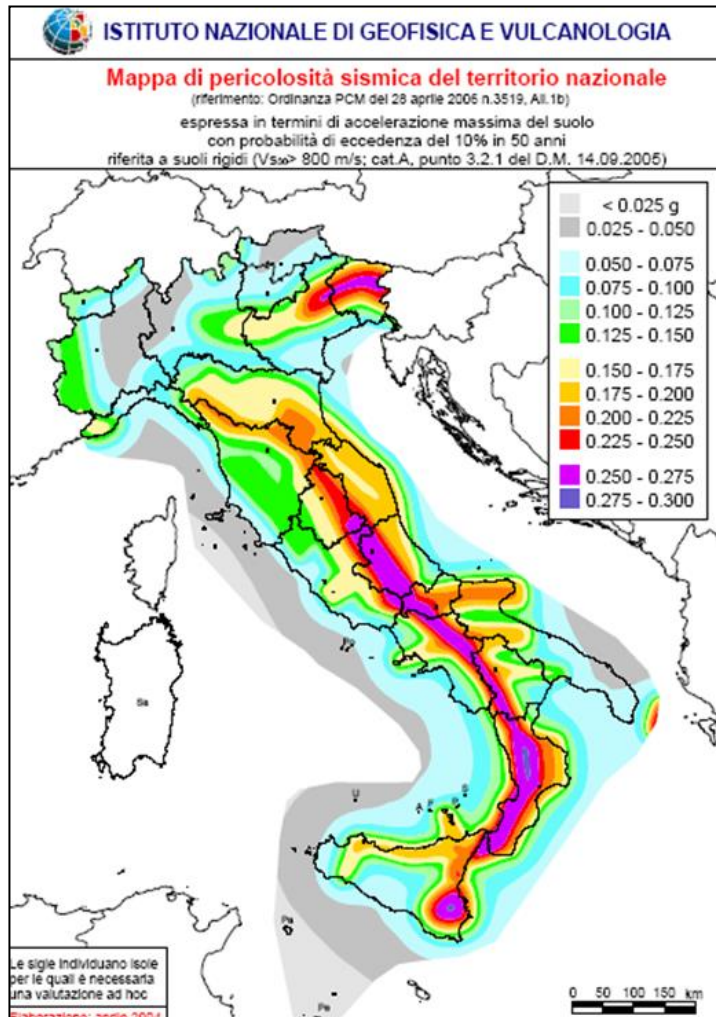 ISTITUTO NAZIONALE DI GEOFISICA E VULCANOLOGIA
Mappa di pericolosità sismica del territorio nazionale
(riferimento: Ordinanza PCM del 28 aprile 2006 n.3519, All.1b)
espressa in termini di accelerazione massima del suolo
con probabilità di eccedenza del 10% in 50 anni
riferita a suoli rigidi (Vs₃₀> 800 m/s; cat.A, punto 3.2.1 del D.M. 14.09.2005)
< 0.025 g
0.025 - 0.050
0.050 - 0.075
0.075 - 0.100
0.100 - 0.125
0.125 - 0.150
0.150 - 0.175
0.175 - 0.200
0.200 - 0.225
0.225 - 0.250
0.250 - 0.275
0.275 - 0.300
Sa
U
A
F
P
S
Pa
Pe
Le sigle individuano isole
per le quali è necessaria
una valutazione ad hoc
Elaborazione: aprile 2004
0 50 100 150 km